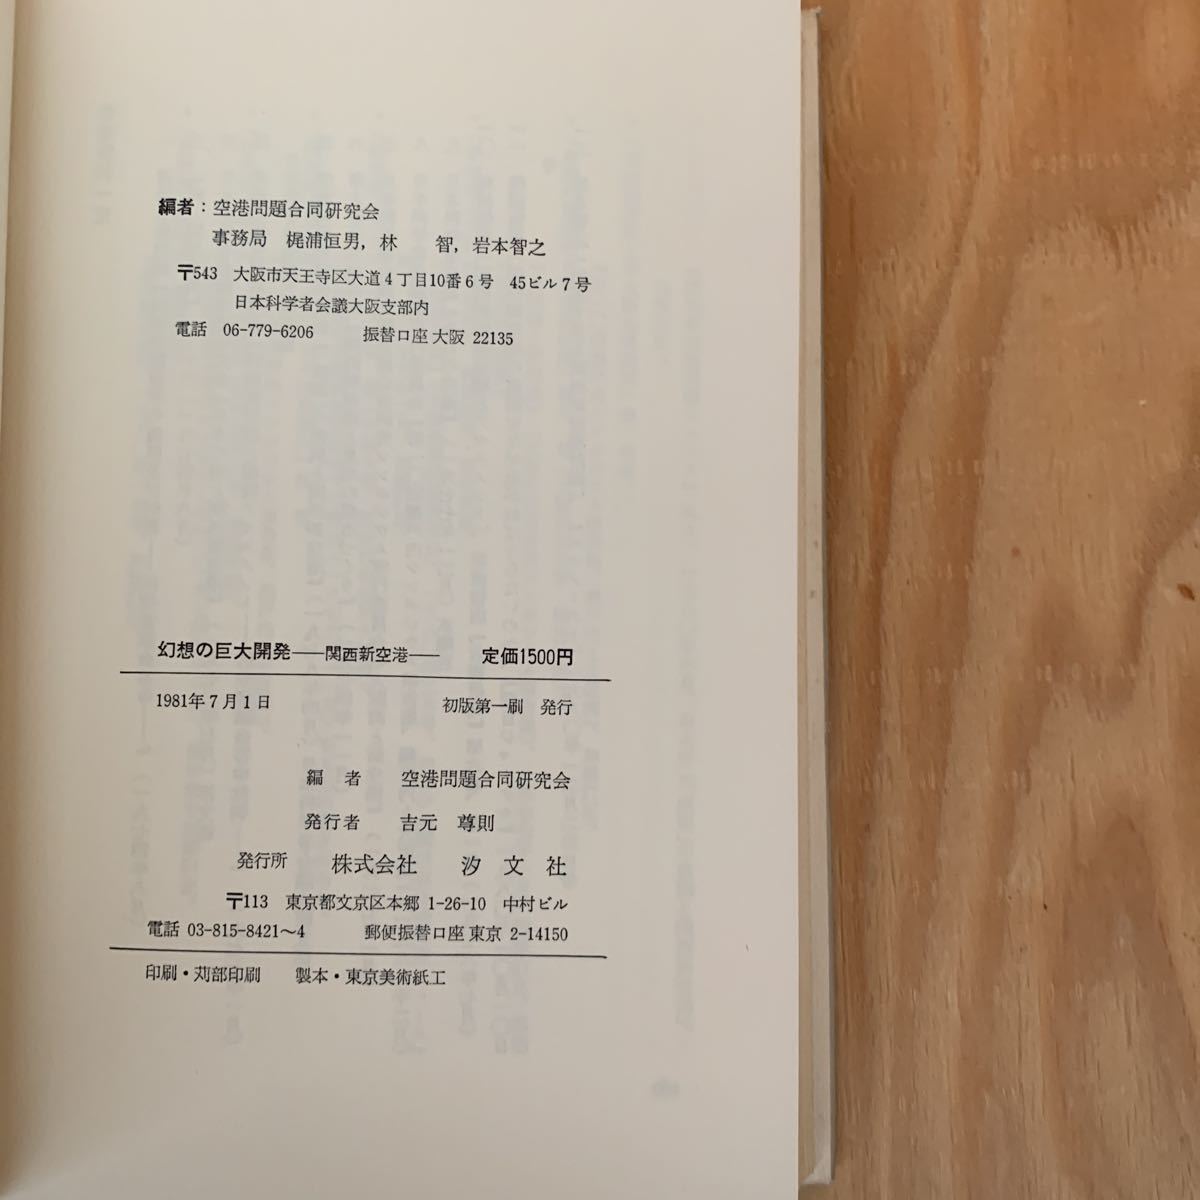 編者：空港問題合同研究会
事務局　梶浦恒男，林　　智，岩本智之
〒543　大阪市天王寺区大道4丁目10番6号　45ビル7号
日本科学者会議大阪支部内
電話　06-779-6206　　振替口座 大阪 22135
幻想の巨大開発――関西新空港――　　定価1500円
1981年7月1日　　初版第一刷　発行
編　者　　空港問題合同研究会
発行者　　吉元　尊則
発行所　　株式会社　　汐　文　社
〒113　東京都文京区本郷 1-26-10　中村ビル
電話 03-815-8421〜4　　郵便振替口座 東京 2-14150
印刷・苅部印刷　　製本・東京美術紙工